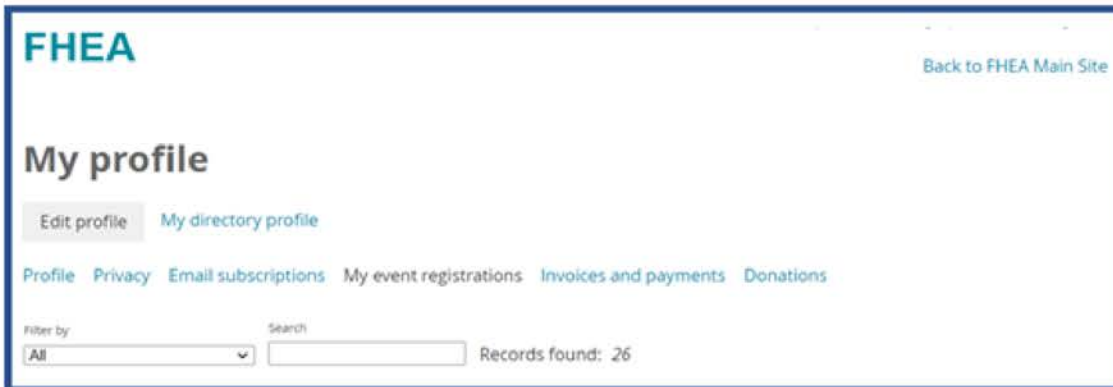 FHEA
Back to FHEA Main Site
My profile
Edit profile My directory profile
Profile Privacy Email subscriptions My event registrations Invoices and payments Donations
Filter by Search
All Records found: 26